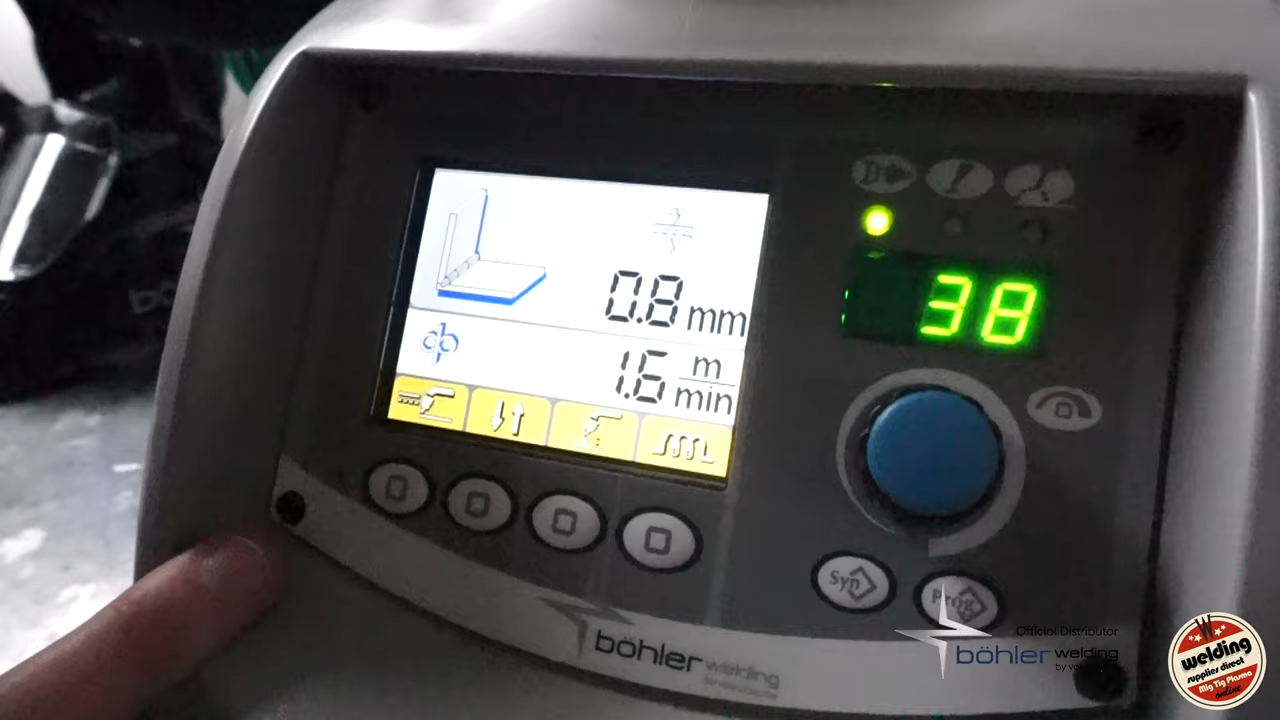 0.8 mm
1.6 m
min
38
Syn
Prog
böhler welding
by voestalpine
Official Distributor
böhler welding
W
welding
supplies direct
Mig Tig Plasma
online